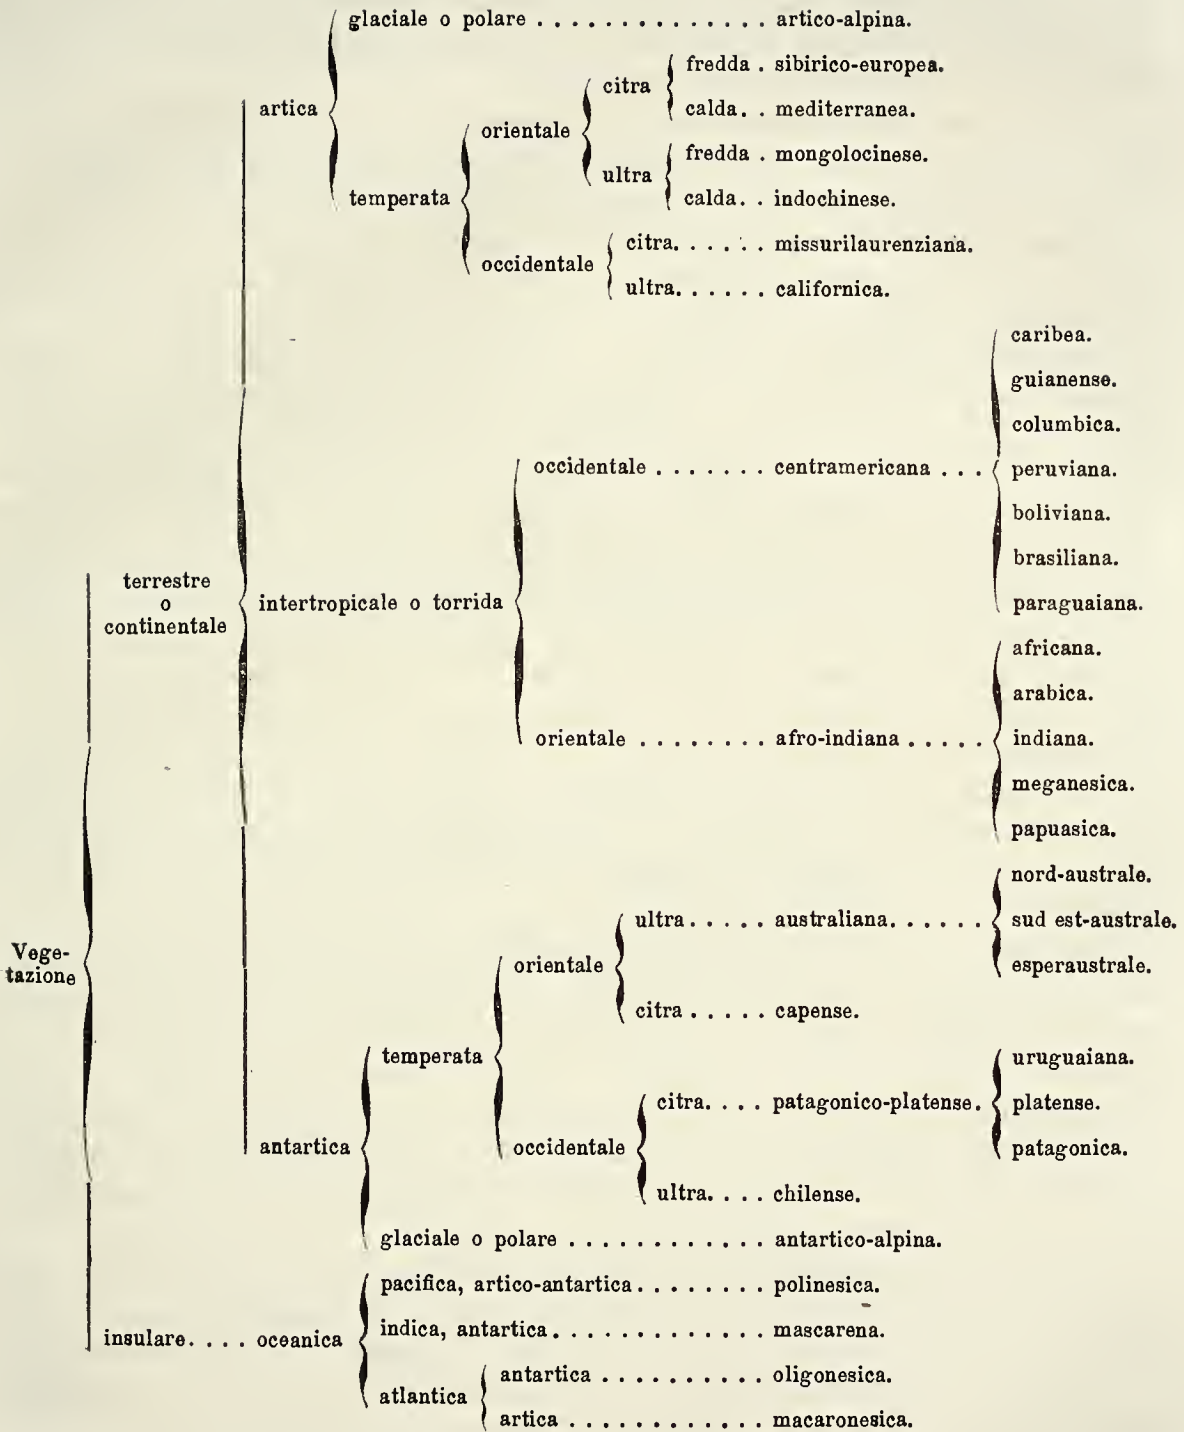 glaciale o polare . . . . . . . . . . . . . . artico-alpina.
fredda . sibirico-europea.
citra
artica
calda. . mediterranea.
orientale
fredda . mongolocinese.
ultra
temperata
calda. . indochinese.
citra. . . . . . missurilaurenziana.
occidentale
ultra. . . . . . californica.
caribea.
guianense.
columbica.
occidentale . . . . . . . centramericana . . . peruviana.
boliviana.
brasiliana.
terrestre
o
continentale
intertropicale o torrida
paraguaiana.
africana.
arabica.
orientale . . . . . . . . afro-indiana . . . . . indiana.
meganesica.
papuasica.
nord-australe.
ultra. . . . . australiana. . . . . . sud est-australe.
Vege-
tazione
orientale
esperaustrale.
citra . . . . . capense.
temperata
uruguaiana.
citra. . . . patagonico-platense. platense.
antartica
occidentale
patagonica.
ultra. . . . chilense.
glaciale o polare . . . . . . . . . . . . antartico-alpina.
pacifica, artico-antartica . . . . . . . . polinesica.
insulare. . . . oceanica
indica, antartica. . . . . . . . . . . . . mascarena.
atlantica
antartica . . . . . . . . . . oligonesica.
artica . . . . . . . . . . . . macaronesica.